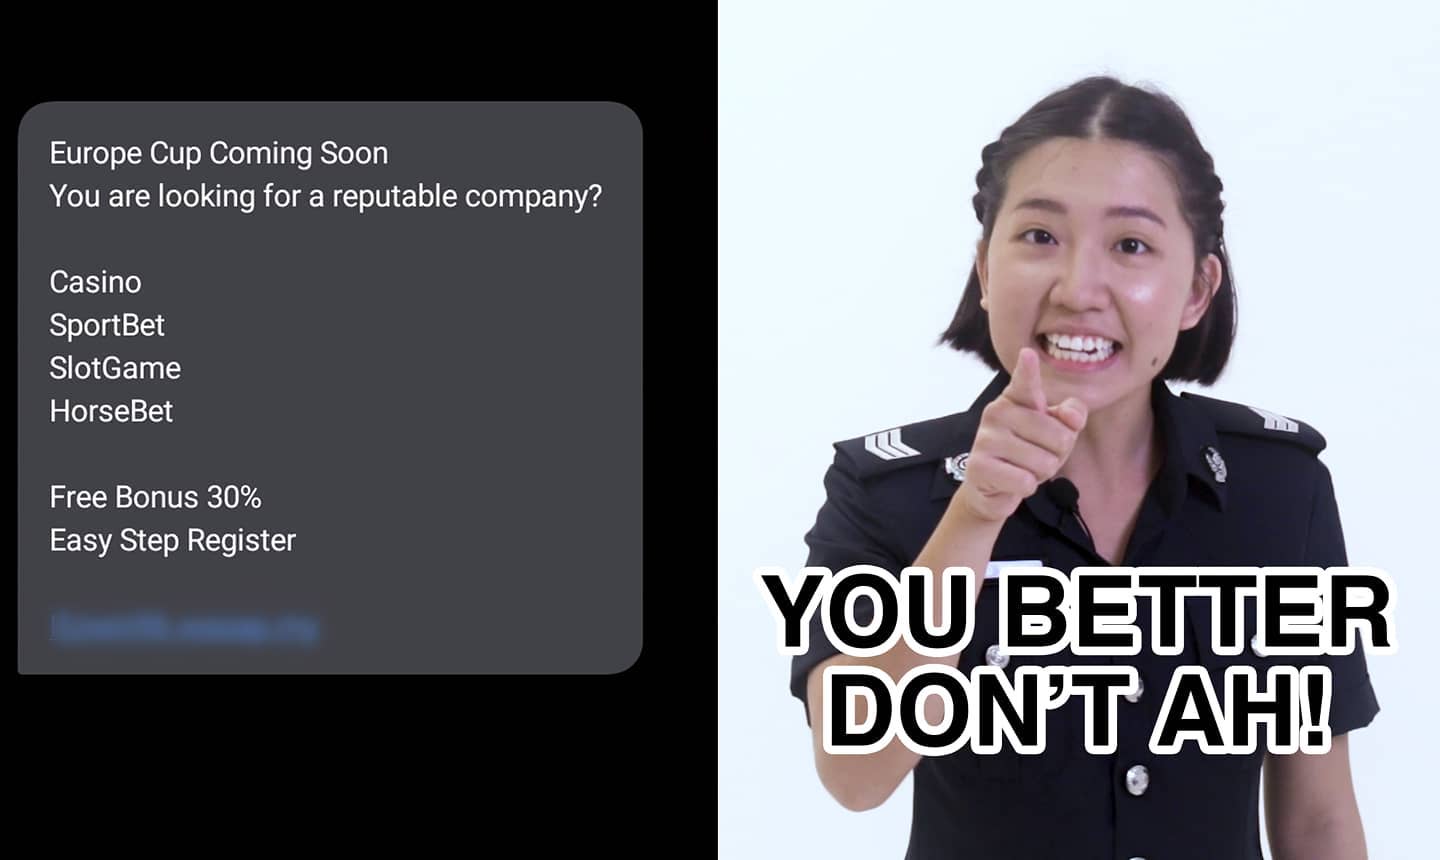 Europe Cup Coming Soon
You are looking for a reputable company?
Casino
SportBet
SlotGame
HorseBet
Free Bonus 30%
Easy Step Register
YOU BETTER
DON'T AH!